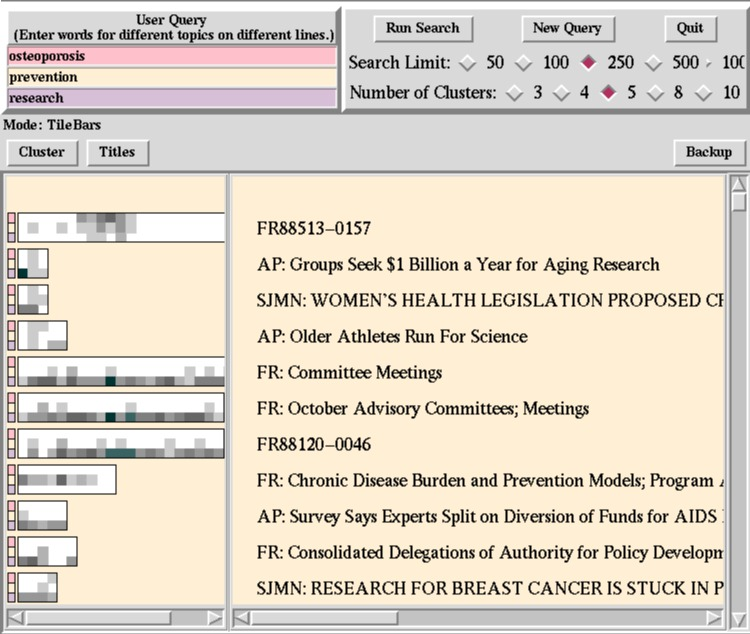 User Query
(Enter words for different topics on different lines.)
osteoporosis
prevention
research
Run Search New Query Quit
Search Limit: 50 100 250 500
Number of Clusters: 3 4 5 8 10
Mode: TileBars
Cluster Titles Backup
FR88513-0157
AP: Groups Seek $1 Billion a Year for Aging Research
SJMN: WOMEN'S HEALTH LEGISLATION PROPOSED
AP: Older Athletes Run For Science
FR: Committee Meetings
FR: October Advisory Committees; Meetings
FR88120-0046
FR: Chronic Disease Burden and Prevention Models; Program
AP: Survey Says Experts Split on Diversion of Funds for AIDS
FR: Consolidated Delegations of Authority for Policy
SJMN: RESEARCH FOR BREAST CANCER IS STUCK IN